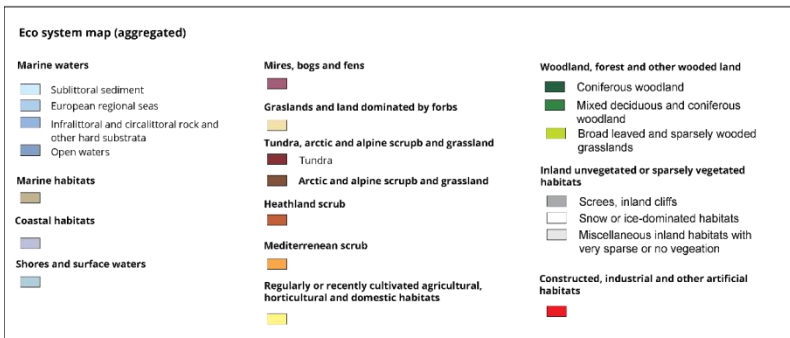 Eco system map (aggregated)
Marine waters
Sublittoral sediment
European regional seas
Infralittoral and circalittoral rock and
other hard substrata
Open waters
Marine habitats
Coastal habitats
Shores and surface waters
Mires, bogs and fens
Graslands and land dominated by forbs
Tundra, arctic and alpine scrupb and grassland
Tundra
Arctic and alpine scrupb and grassland
Heathland scrub
Mediterrenean scrub
Regularly or recently cultivated agricultural,
horticultural and domestic habitats
Woodland, forest and other wooded land
Coniferous woodland
Mixed deciduous and coniferous
woodland
Broad leaved and sparsely wooded
grasslands
Inland unvegetated or sparsely vegetated
habitats
Screes, inland cliffs
Snow or ice-dominated habitats
Miscellaneous inland habitats with
very sparse or no vegeation
Constructed, industrial and other artificial
habitats